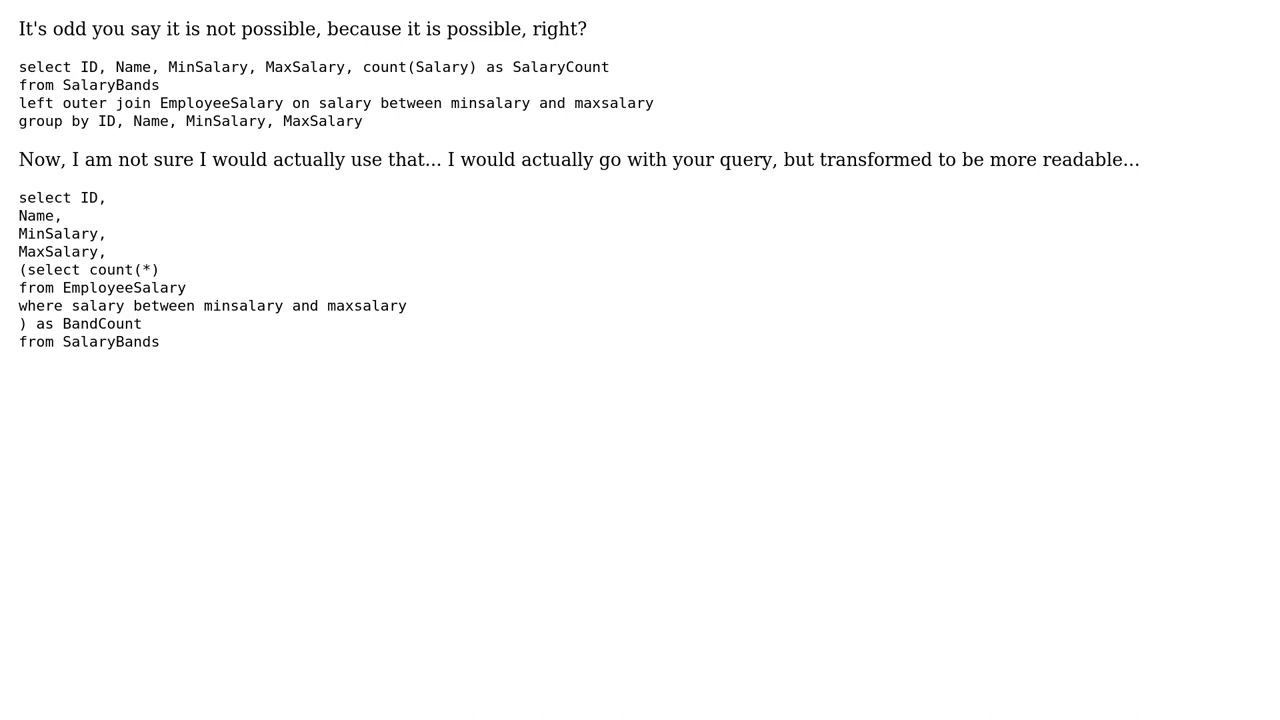 It's odd you say it is not possible, because it is possible, right?
select ID, Name, MinSalary, MaxSalary, count(Salary) as SalaryCount
from SalaryBands
left outer join EmployeeSalary on salary between minsalary and maxsalary
group by ID, Name, MinSalary, MaxSalary
Now, I am not sure I would actually use that... I would actually go with your query, but transformed to be more readable...
select ID,
Name,
MinSalary,
MaxSalary,
(select count(*)
from EmployeeSalary
where salary between minsalary and maxsalary
) as BandCount
from SalaryBands